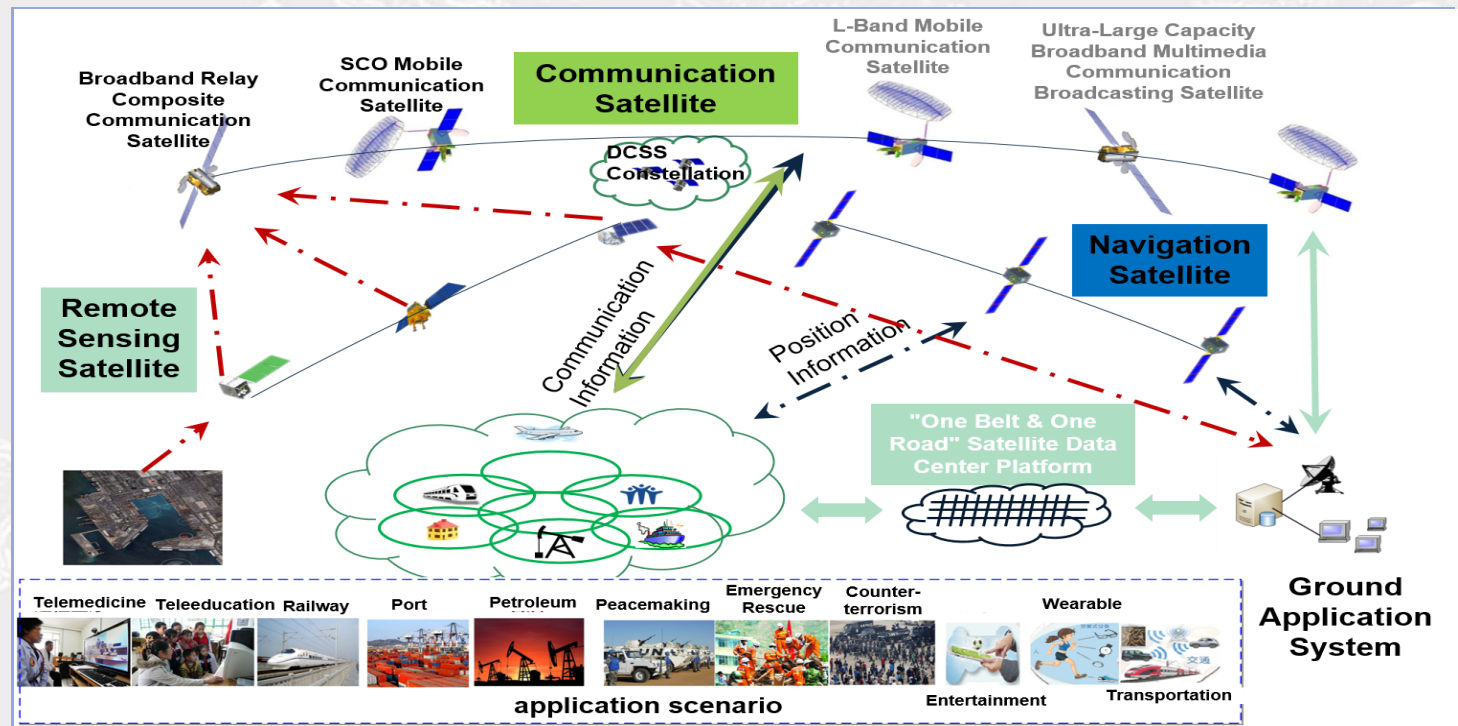 Broadband Relay
Composite
Communication
Satellite
SCO Mobile
Communication
Satellite
Communication
Satellite
L-Band Mobile
Communication
Satellite
Ultra-Large Capacity
Broadband Multimedia
Communication
Broadcasting Satellite
DCSS
Constellation
Navigation
Satellite
Remote
Sensing
Satellite
Communication
Information
Position
Information
"One Belt & One
Road" Satellite Data
Center Platform
Ground
Application
System
Telemedicine
Teleeducation
Railway
Port
Petroleum
Peacemaking
Emergency
Rescue
Counter-
terrorism
Wearable
UN
交通
Entertainment
Transportation
application scenario